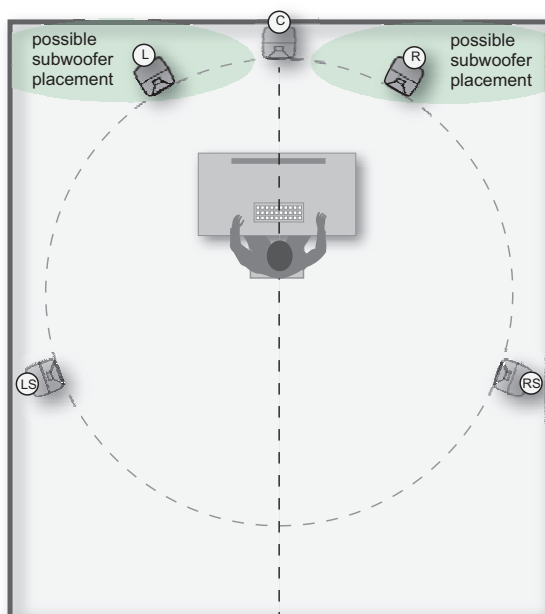 C
possible
subwoofer
placement
L
R
possible
subwoofer
placement
LS
RS